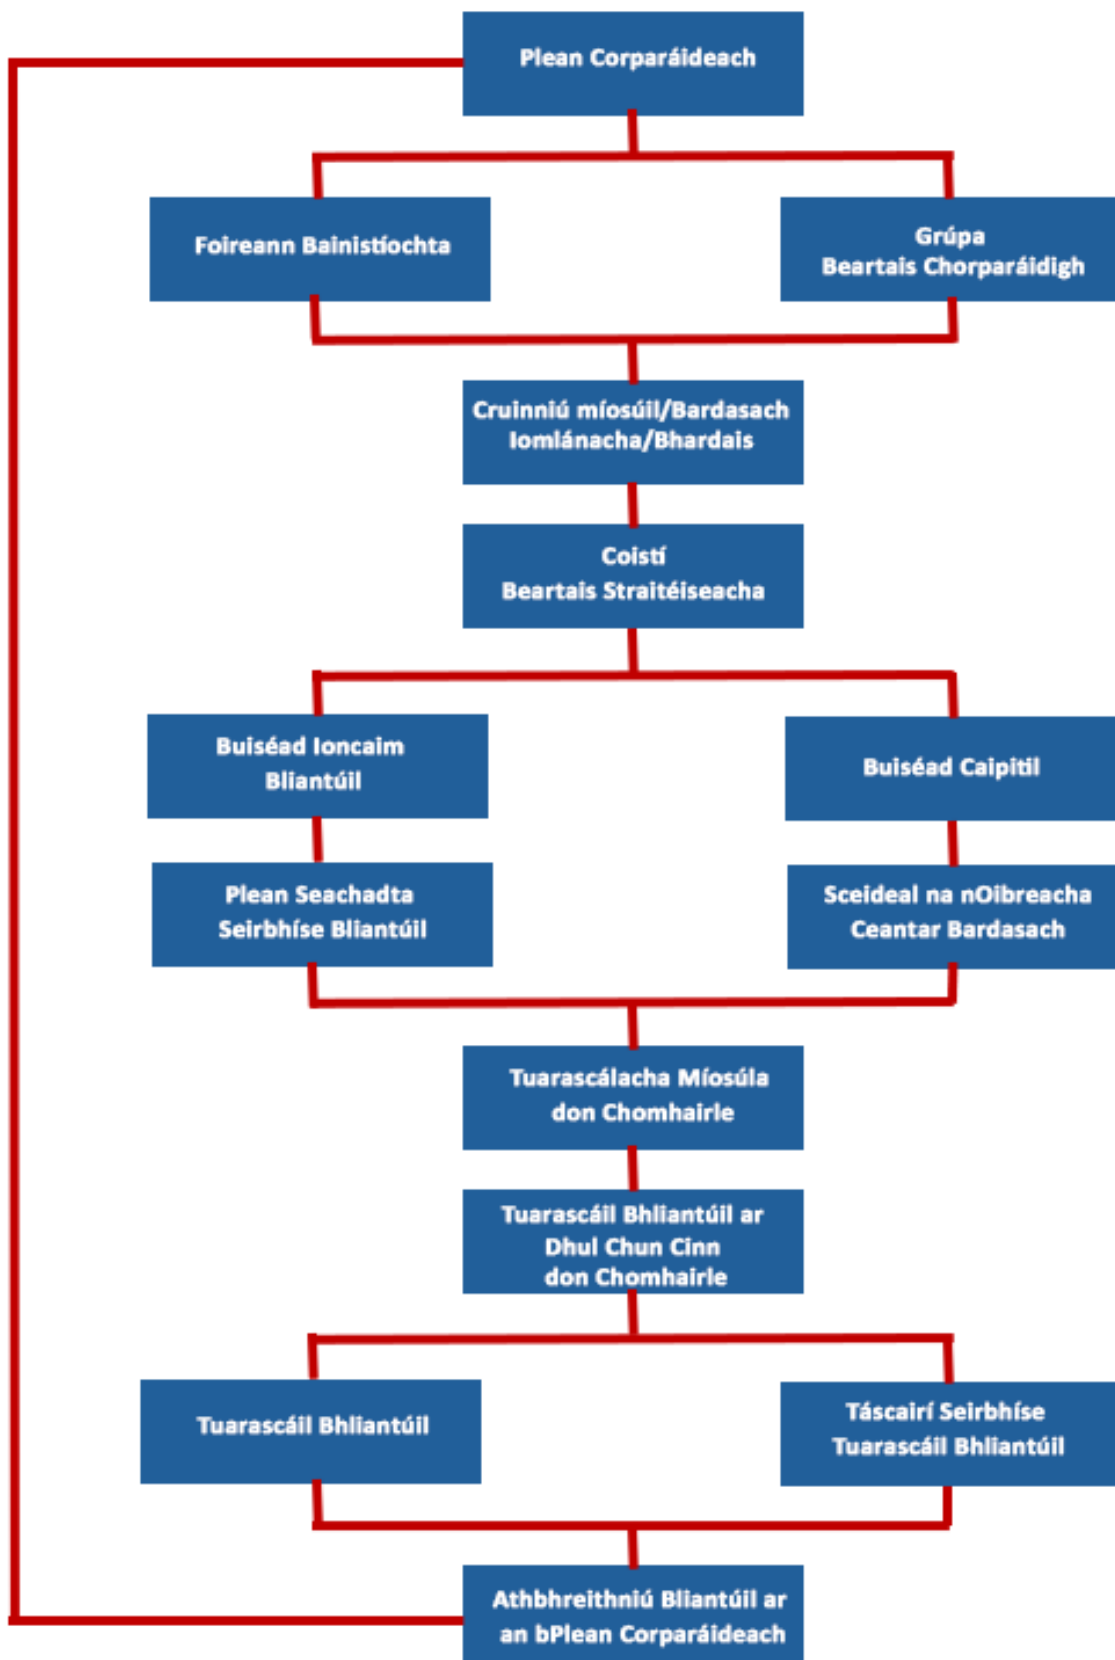 Plean Corparáideach
Foireann Bainistíochta
Grúpa
Beartais Chorparáidigh
Cruinniú míosúil/Bardasach
Iomlánacha/Bhardais
Coistí
Beartais Straitéiseacha
Buiséad Ioncaim
Bliantúil
Buiséad Caipitil
Plean Seachadta
Seirbhíse Bliantúil
Sceideal na nOibreacha
Ceantar Bardasach
Tuarascálacha Míosúla
don Chomhairle
Tuarascáil Bhliantúil ar
Dhul Chun Cinn
don Chomhairle
Tuarascáil Bhliantúil
Táscairí Seirbhíse
Tuarascáil Bhliantúil
Athbhreithniú Bliantúil ar
an bPlean Corparáideach